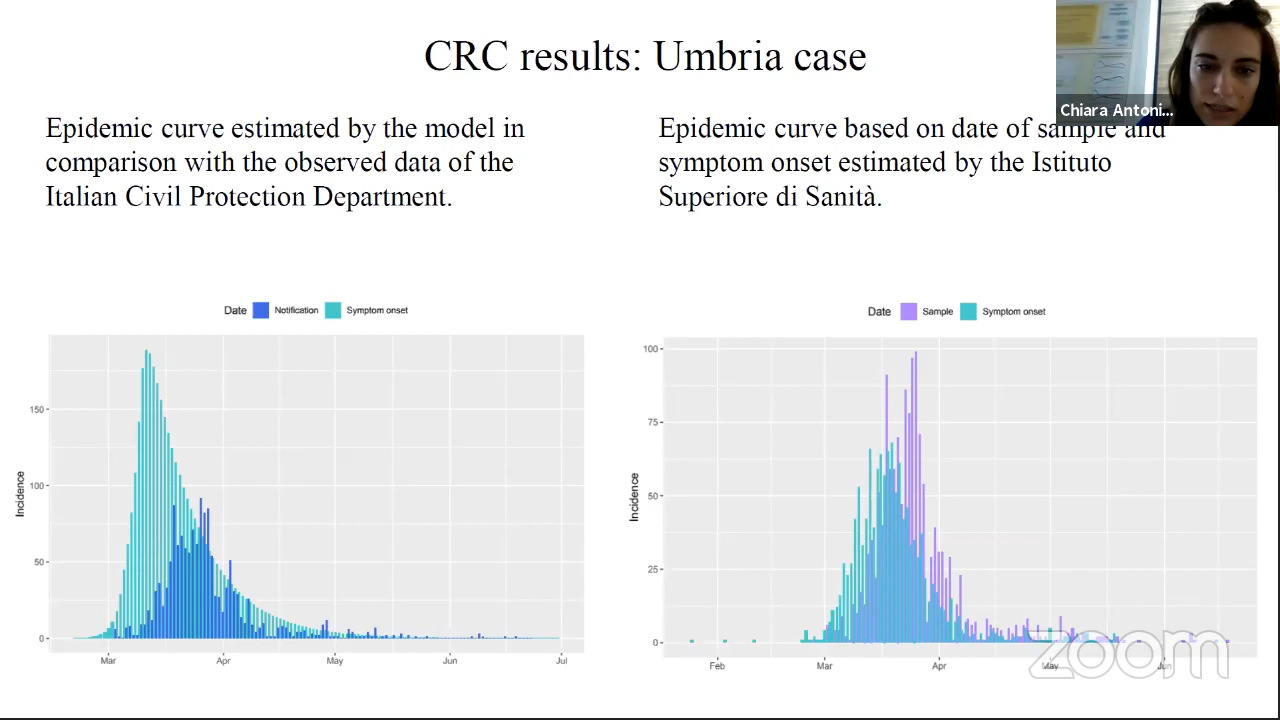 CRC results: Umbria case
Chiara Antoni...
Epidemic curve estimated by the model in
comparison with the observed data of the
Italian Civil Protection Department.
Epidemic curve based on date of sample and
symptom onset estimated by the Istituto
Superiore di Sanità.
Date Notification Symptom onset
Incidence
150
100
50
0
Mar Apr May Jun Jul
Date Sample Symptom onset
Incidence
100
75
50
25
0
Feb Mar Apr May Jun
zoom